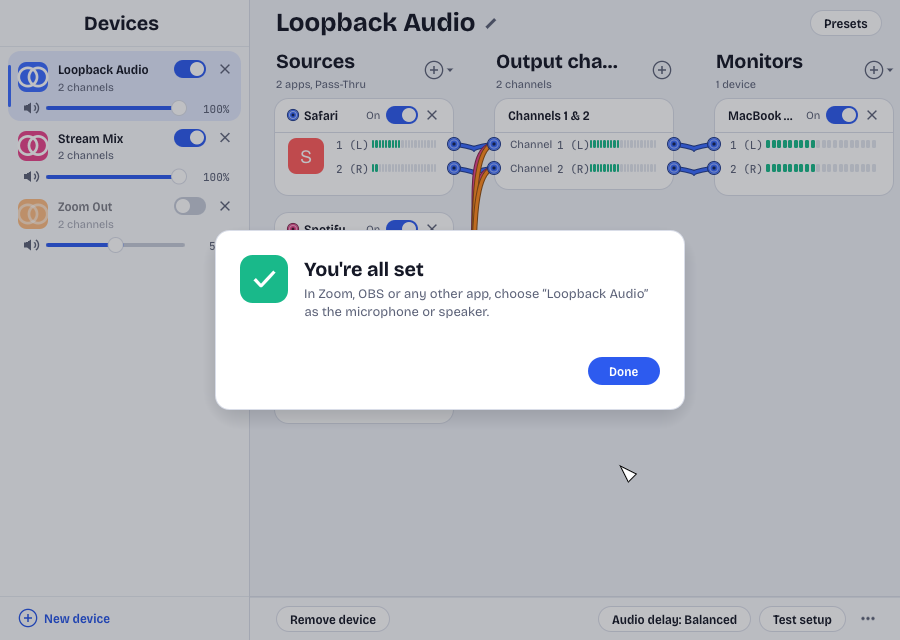 Devices
Loopback Audio
2 channels
100%
Stream Mix
2 channels
100%
Zoom Out
2 channels
New device
Loopback Audio
Presets
Sources
2 apps, Pass-Thru
Output cha...
2 channels
Monitors
1 device
Safari On
S
1 (L)
2 (R)
Channels 1 & 2
Channel 1 (L)
Channel 2 (R)
MacBook ... On
1 (L)
2 (R)
Spotify On
You're all set
In Zoom, OBS or any other app, choose "Loopback Audio"
as the microphone or speaker.
Done
Remove device
Audio delay: Balanced
Test setup